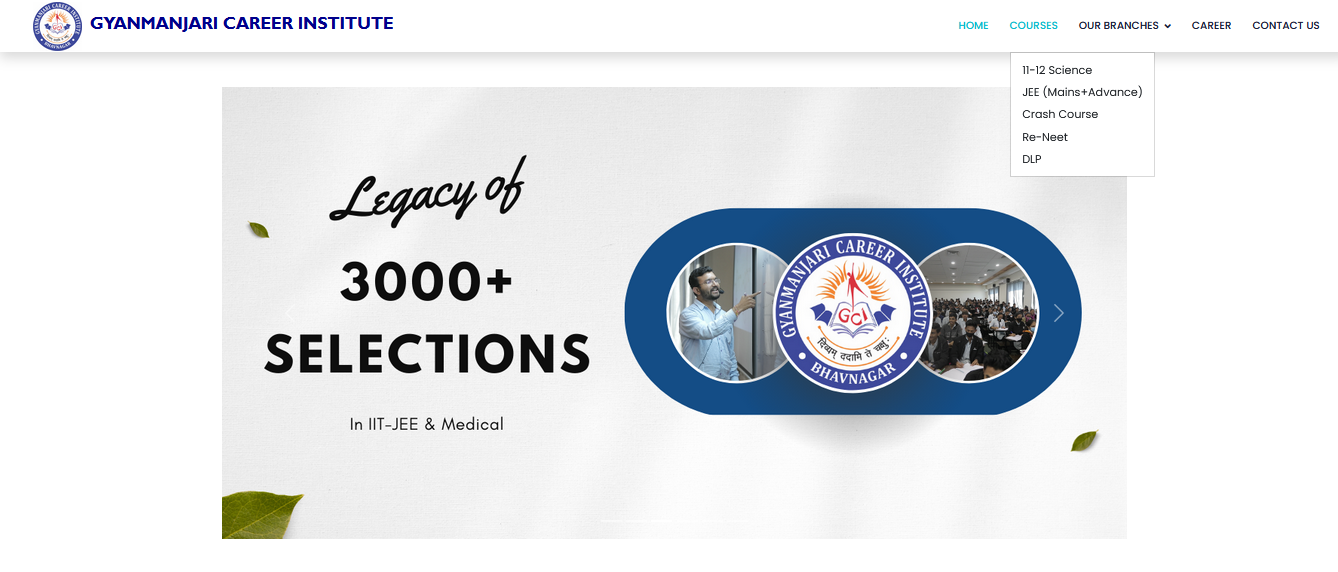 GYANMANJARI CAREER INSTITUTE
HOME
COURSES
OUR BRANCHES
CAREER
CONTACT US
11-12 Science
JEE (Mains+Advance)
Crash Course
Re-Neet
DLP
Legacy of
3000+
SELECTIONS
In IIT-JEE & Medical
GYANMANJARI CAREER INSTITUTE
GCI
दिव्यम् ददामि ते चक्षुः
BHAVNAGAR